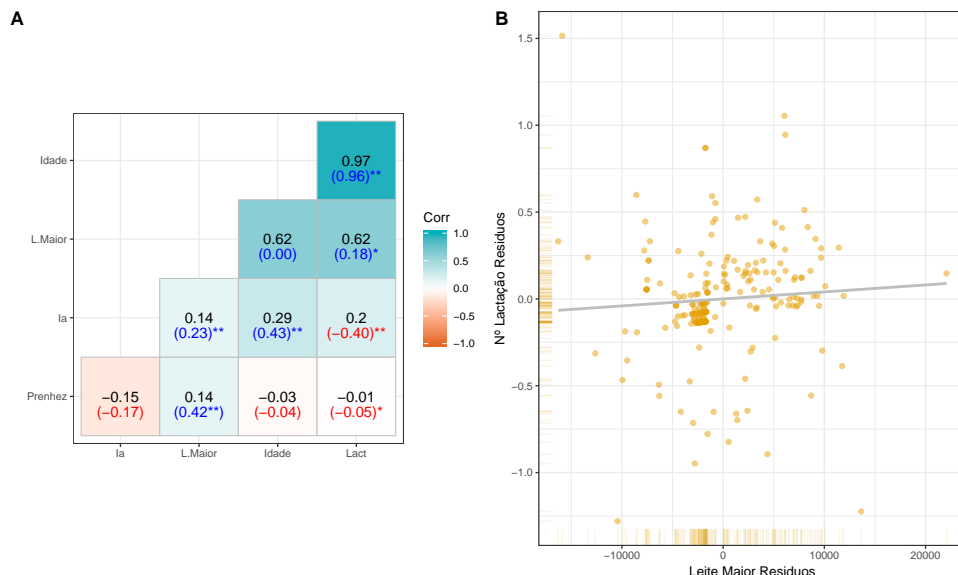 A
Idade
L.Maior
Ia
Prenhez
0.97
(0.96)**
0.62
(0.00)
0.62
(0.18)*
0.14
(0.23)**
0.29
(0.43)**
0.2
(−0.40)**
−0.15
(−0.17)
0.14
(0.42**)
−0.03
(−0.04)
−0.01
(−0.05)*
Ia
L.Maior
Idade
Lact
Corr
1.0
0.5
0.0
−0.5
−1.0
B
Nº Lactação Residuos
1.5
1.0
0.5
0.0
−0.5
−1.0
−10000
0
10000
20000
Leite Maior Residuos